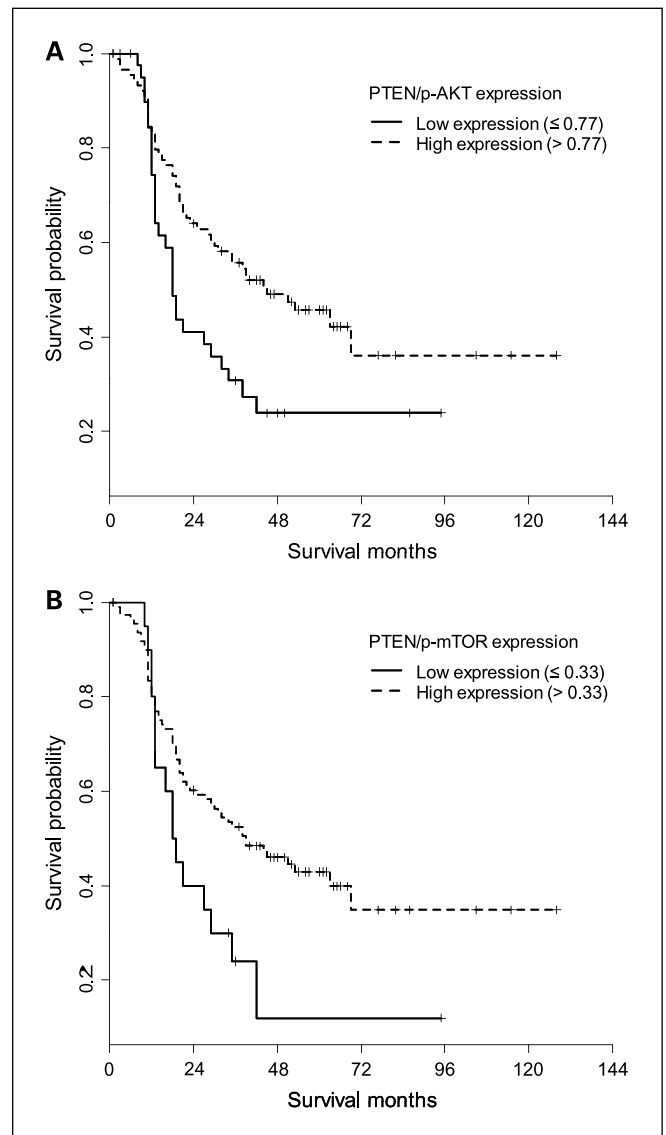 A
PTEN/p-AKT expression
Low expression (≤ 0.77)
High expression (> 0.77)
Survival probability
1.0
0.8
0.6
0.4
0.2
0 24 48 72 96 120 144
Survival months
B
PTEN/p-mTOR expression
Low expression (≤ 0.33)
High expression (> 0.33)
Survival probability
1.0
0.8
0.6
0.4
0.2
0 24 48 72 96 120 144
Survival months